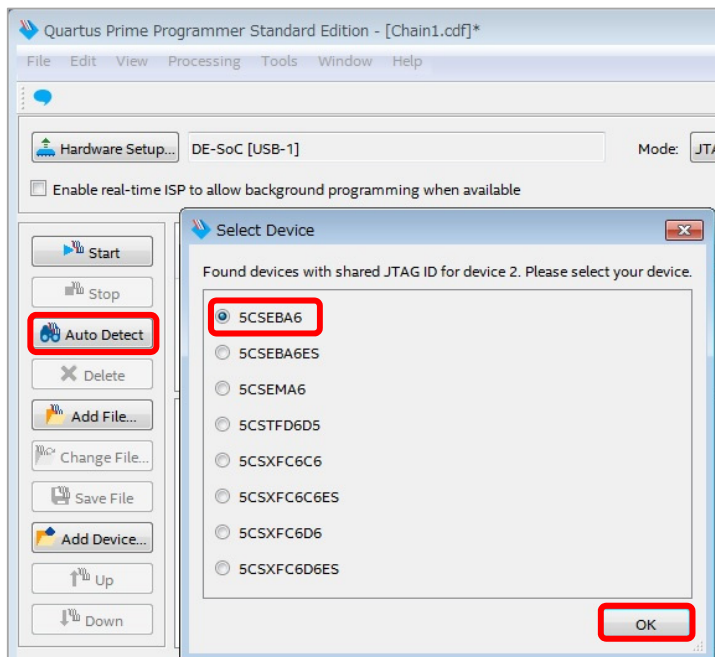 Quartus Prime Programmer Standard Edition - [Chain1.cdf]*
File Edit View Processing Tools Window Help
Hardware Setup... DE-SoC [USB-1] Mode: JTA
Enable real-time ISP to allow background programming when available
Select Device
Found devices with shared JTAG ID for device 2. Please select your device.
Start
Stop
Auto Detect
Delete
Add File...
Change File...
Save File
Add Device...
Up
Down
5CSEBA6
5CSEBA6ES
5CSEMA6
5CSTFD6D5
5CSXFC6C6
5CSXFC6C6ES
5CSXFC6D6
5CSXFC6D6ES
OK